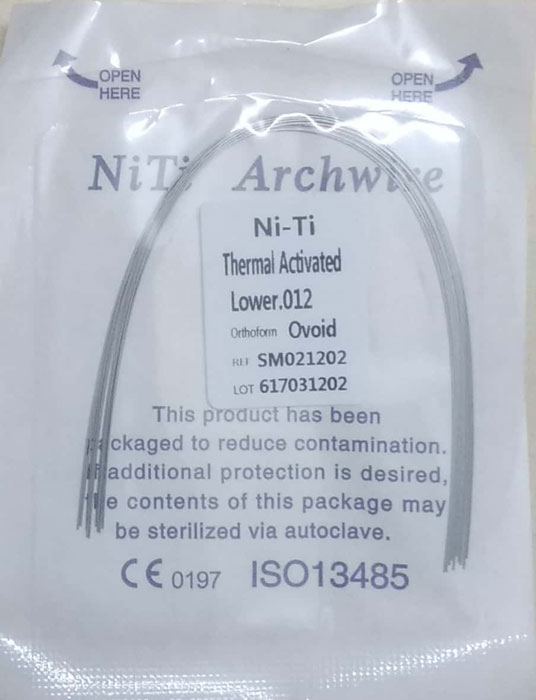 OPEN HERE
OPEN HERE
NiTi Archwire
Ni-Ti
Thermal Activated
Lower.012
Orthoform Ovoid
REF SM021202
LOT 617031202
This product has been
packaged to reduce contamination.
If additional protection is desired,
the contents of this package may
be sterilized via autoclave.
CE 0197 ISO13485